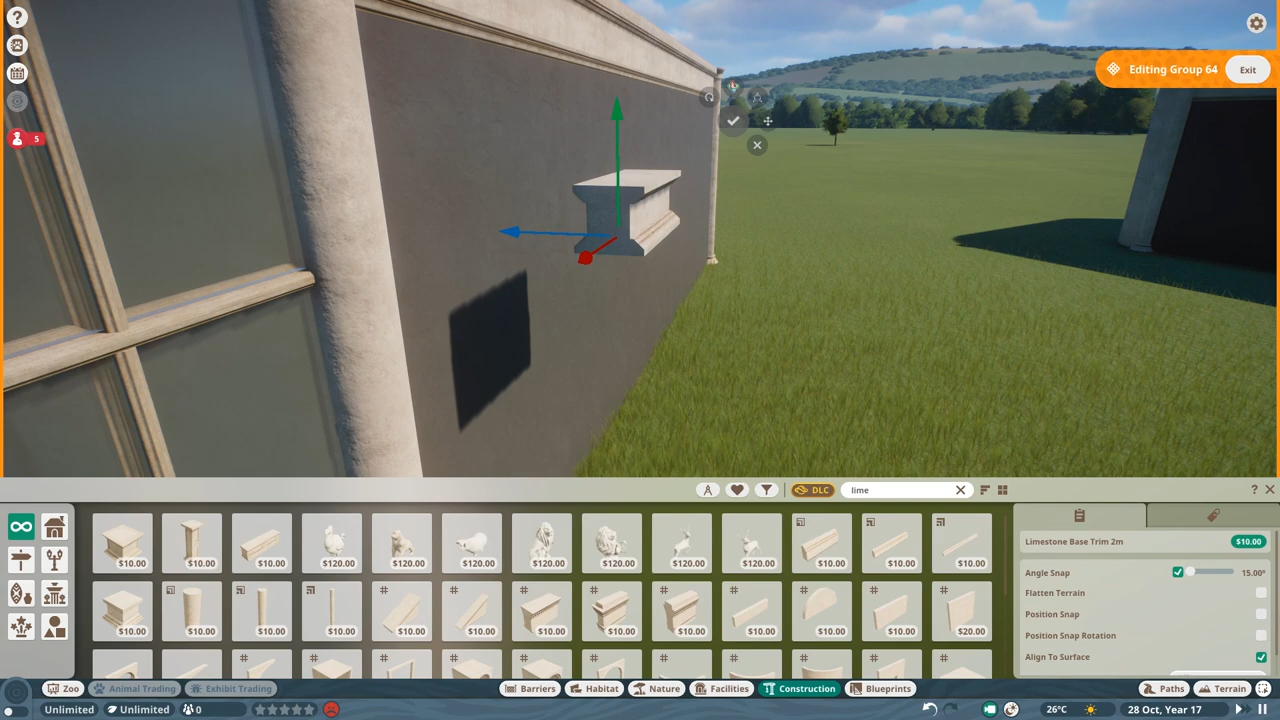 ?
5
Editing Group 64
Exit
DLC
lime
?
$10.00 $10.00 $10.00 $120.00 $120.00 $120.00 $120.00 $120.00 $120.00 $120.00 $10.00 $10.00 $10.00
$10.00 $10.00 $10.00 $10.00 $10.00 $10.00 $10.00 $10.00 $10.00 $10.00 $10.00 $10.00 $20.00
Limestone Base Trim 2m $10.00
Angle Snap 15.00°
Flatten Terrain
Position Snap
Position Snap Rotation
Align To Surface
Zoo Animal Trading Exhibit Trading Barriers Habitat Nature Facilities Construction Blueprints Paths Terrain
Unlimited Unlimited 0 26°C 28 Oct, Year 17